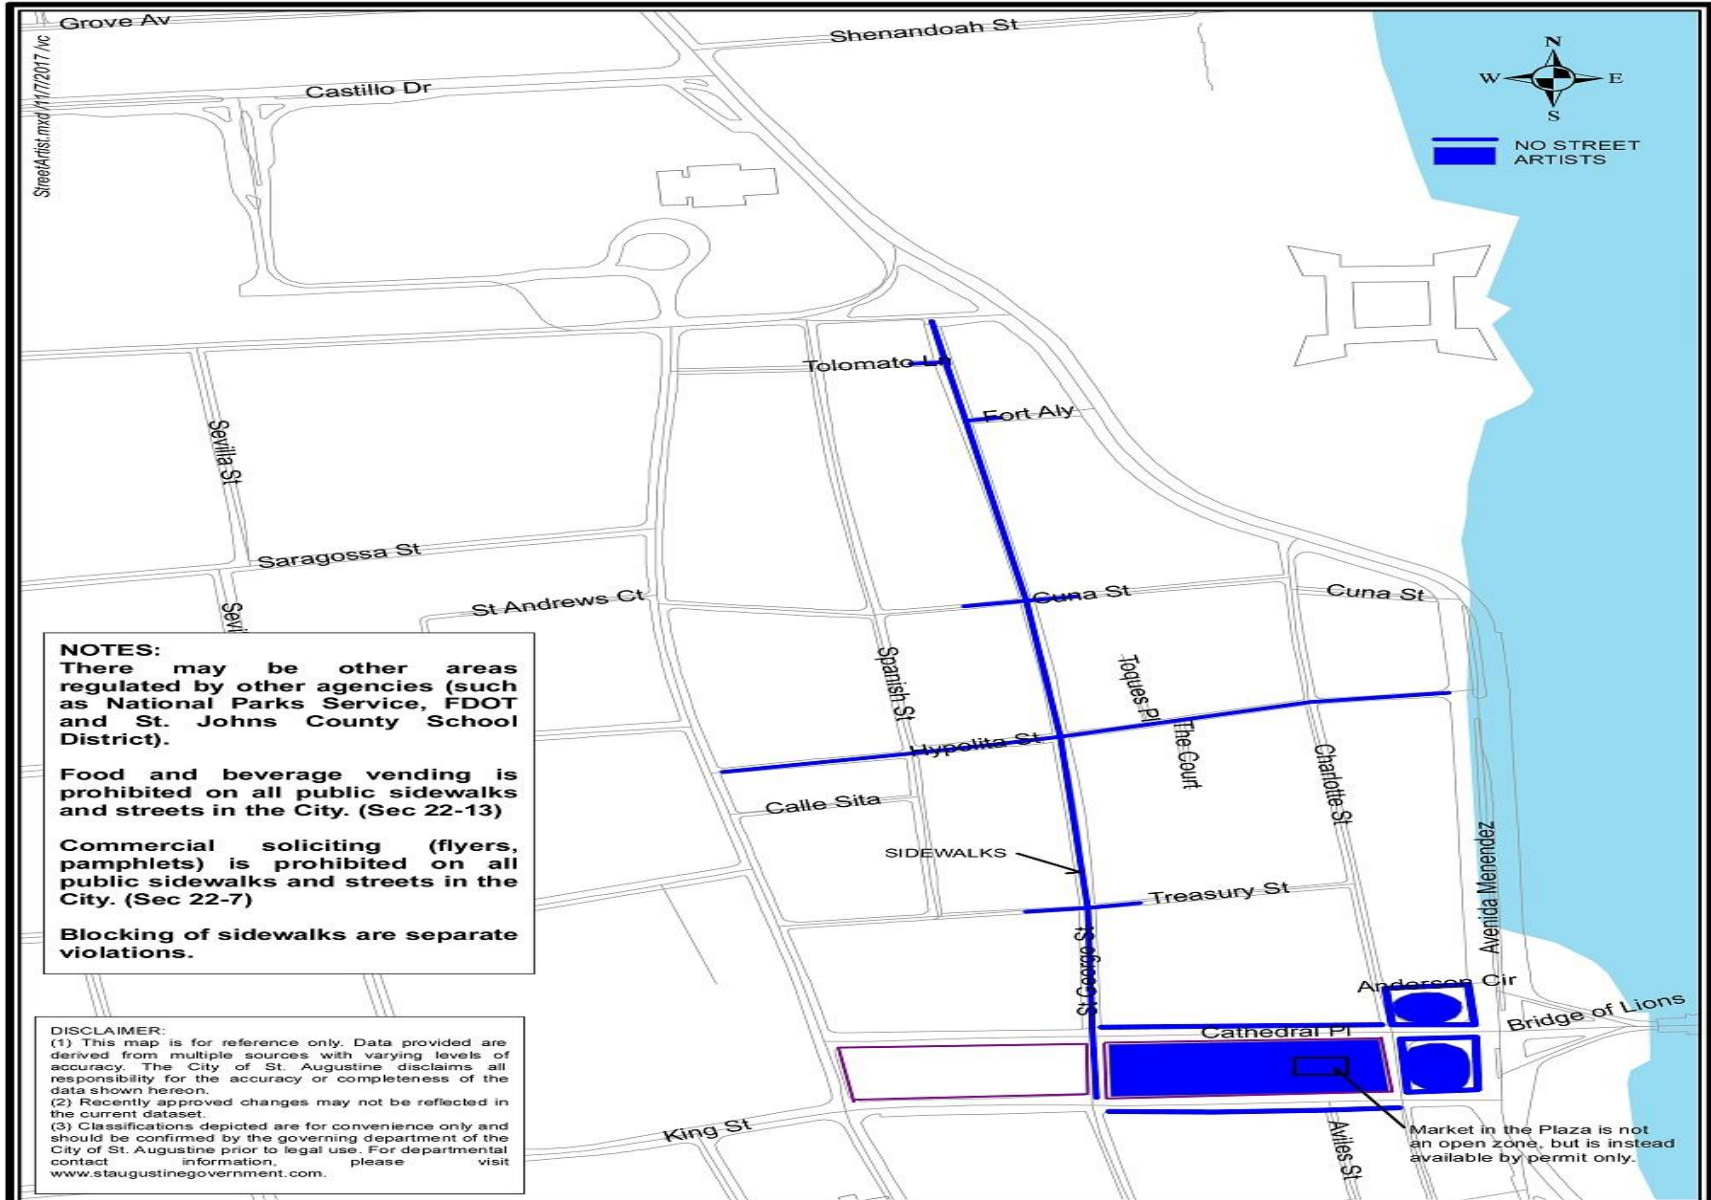 Grove Av
Shenandoah St
StreetArtist.mxd /11/7/2017 /vc
Castillo Dr
N
W
E
S
NO STREET
ARTISTS
Tolomato Ln
Fort Aly
Sevilla St
Saragossa St
St Andrews Ct
Sevi
Cuna St
Cuna St
Spanish St
Toques Pl
The Court
Hypolita St
Calle Sita
Charlotte St
SIDEWALKS
Treasury St
Avenida Menendez
St George St
Anderson Cir
Cathedral Pl
Bridge of Lions
King St
Aviles St
Market in the Plaza is not
an open zone, but is instead
available by permit only.
NOTES:
There may be other areas
regulated by other agencies (such
as National Parks Service, FDOT
and St. Johns County School
District).
Food and beverage vending is
prohibited on all public sidewalks
and streets in the City. (Sec 22-13)
Commercial soliciting (flyers,
pamphlets) is prohibited on all
public sidewalks and streets in the
City. (Sec 22-7)
Blocking of sidewalks are separate
violations.
DISCLAIMER:
(1) This map is for reference only. Data provided are
derived from multiple sources with varying levels of
accuracy. The City of St. Augustine disclaims all
responsibility for the accuracy or completeness of the
data shown hereon.
(2) Recently approved changes may not be reflected in
the current dataset.
(3) Classifications depicted are for convenience only and
should be confirmed by the governing department of the
City of St. Augustine prior to legal use. For departmental
contact information, please visit
www.staugustinegovernment.com.